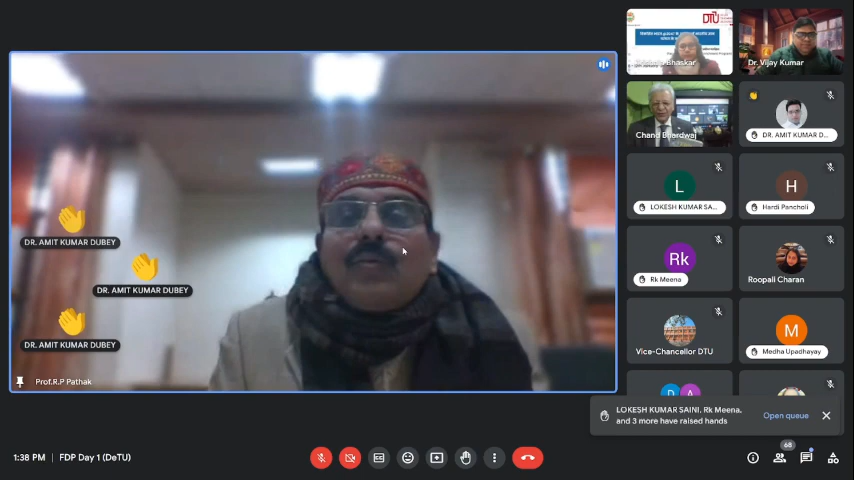 DR. AMIT KUMAR DUBEY
DR. AMIT KUMAR DUBEY
DR. AMIT KUMAR DUBEY
Prof.R.P Pathak
DTU
Bhaskar
Dr. Vijay Kumar
Chand Bhardwaj
DR. AMIT KUMAR D...
L
LOKESH KUMAR SA...
H
Hardi Pancholi
Rk
Rk Meena
Roopali Charan
Vice-Chancellor DTU
M
Medha Upadhayay
D
A
LOKESH KUMAR SAINI, Rk Meena,
and 3 more have raised hands
Open queue
1:38 PM | FDP Day 1 (DeTU)
68